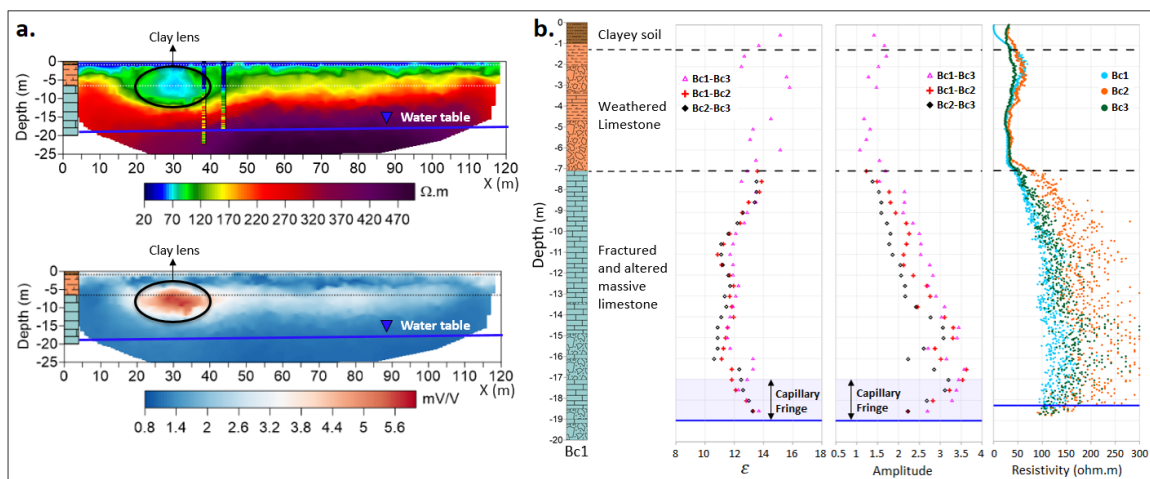 a.
Clay lens
Depth (m)
0
-5
-10
-15
-20
-25
Water table
0 10 20 30 40 50 60 70 80 90 100 110 120
X (m)
Ω.m
20 70 120 170 220 270 320 370 420 470
Clay lens
Depth (m)
0
-5
-10
-15
-20
-25
Water table
0 10 20 30 40 50 60 70 80 90 100 110 120
X (m)
mV/V
0.8 1.4 2 2.6 3.2 3.8 4.4 5 5.6
b.
Depth (m)
0
-1
-2
-3
-4
-5
-6
-7
-8
-9
-10
-11
-12
-13
-14
-15
-16
-17
-18
-19
-20
Bc1
Clayey soil
Weathered
Limestone
Fractured
and altered
massive
limestone
Bc1-Bc3
Bc1-Bc2
Bc2-Bc3
Capillary
Fringe
8 10 12 14 16 18
ε
Bc1-Bc3
Bc1-Bc2
Bc2-Bc3
Capillary
Fringe
0.5 1 1.5 2 2.5 3 3.5 4
Amplitude
Bc1
Bc2
Bc3
0 50 100 150 200 250 300
Resistivity (ohm.m)